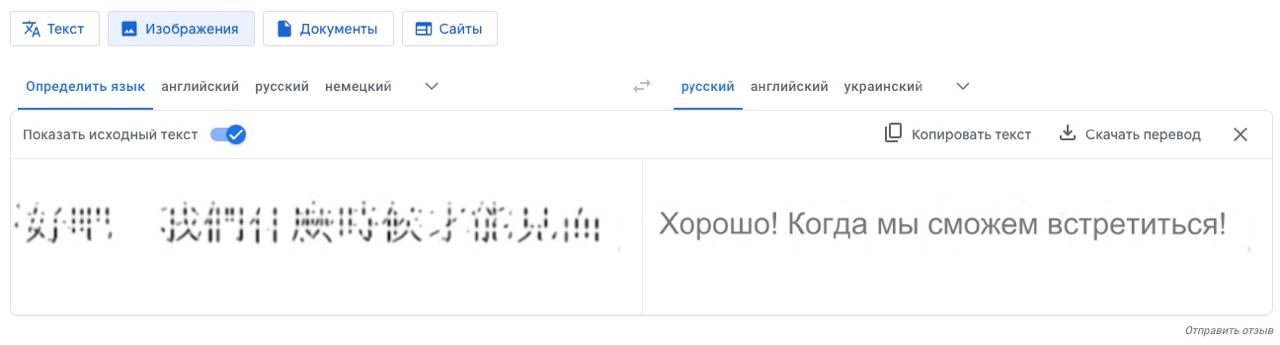 Текст Изображения Документы Сайты
Определить язык английский русский немецкий русский английский украинский
Показать исходный текст Копировать текст Скачать перевод
好吧 我們什麼時候才能見面 Хорошо! Когда мы сможем встретиться!
Отправить отзыв